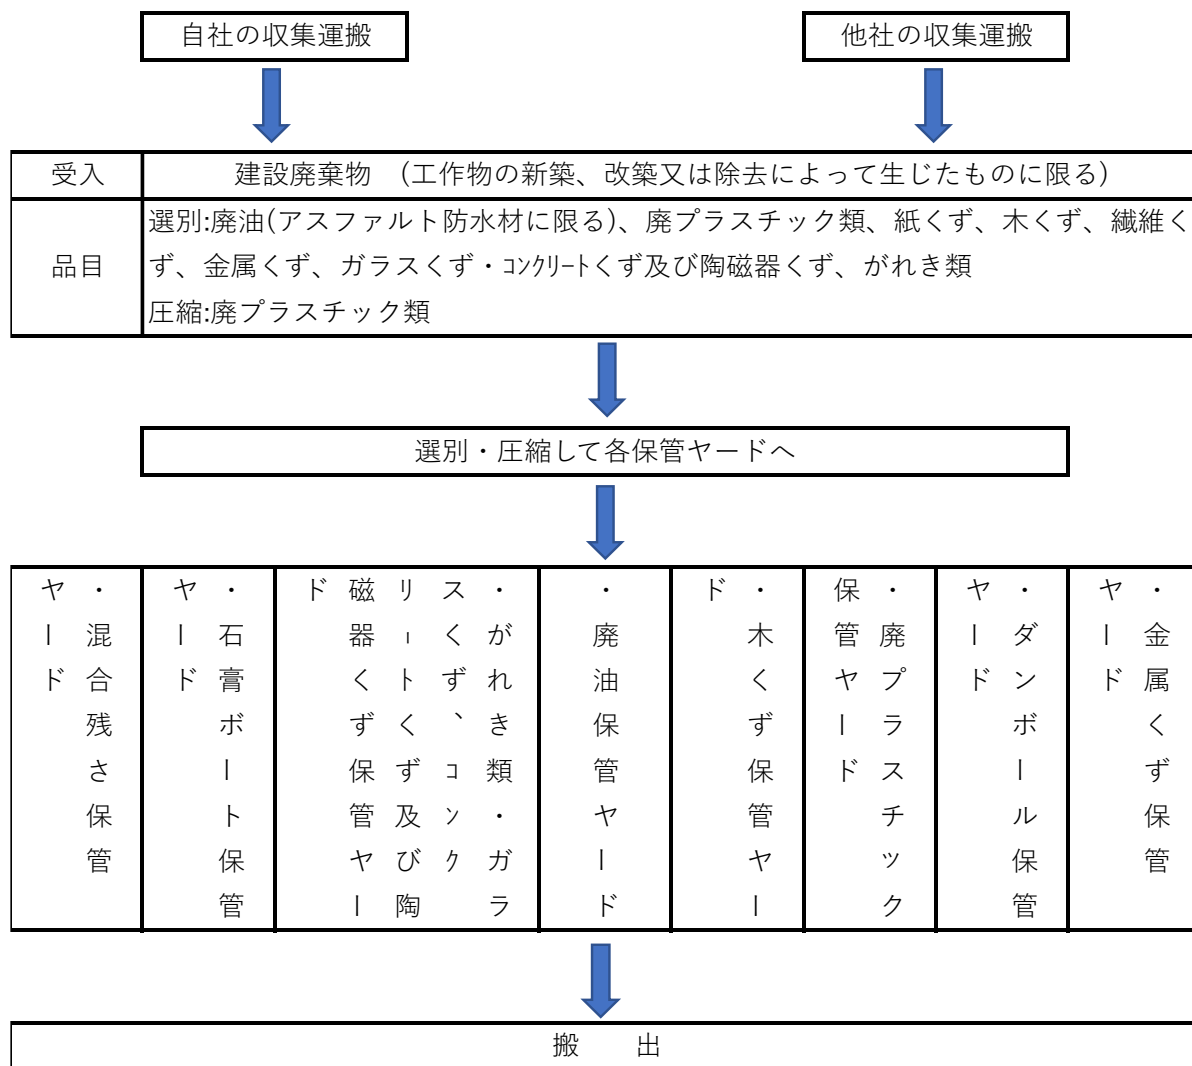 自社の収集運搬
他社の収集運搬
受入
建設廃棄物　（工作物の新築、改築又は除去によって生じたものに限る）
品目
選別:廃油(アスファルト防水材に限る)、廃プラスチック類、紙くず、木くず、繊維く
ず、金属くず、ガラスくず・ｺﾝｸﾘｰﾄくず及び陶磁器くず、がれき類
圧縮:廃プラスチック類
選別・圧縮して各保管ヤードへ
・金属くず保管
ヤード
・ダンボール保管
ヤード
・廃プラスチック
保管ヤード
・木くず保管ヤー
ド
・廃油保管ヤード
・がれき類・ガラ
スくず、ｺﾝｸ
ﾘｰﾄくず及び陶
磁器くず保管ヤー
ド
・石膏ボート保管
ヤード
・混合残さ保管
ヤード
搬　　出